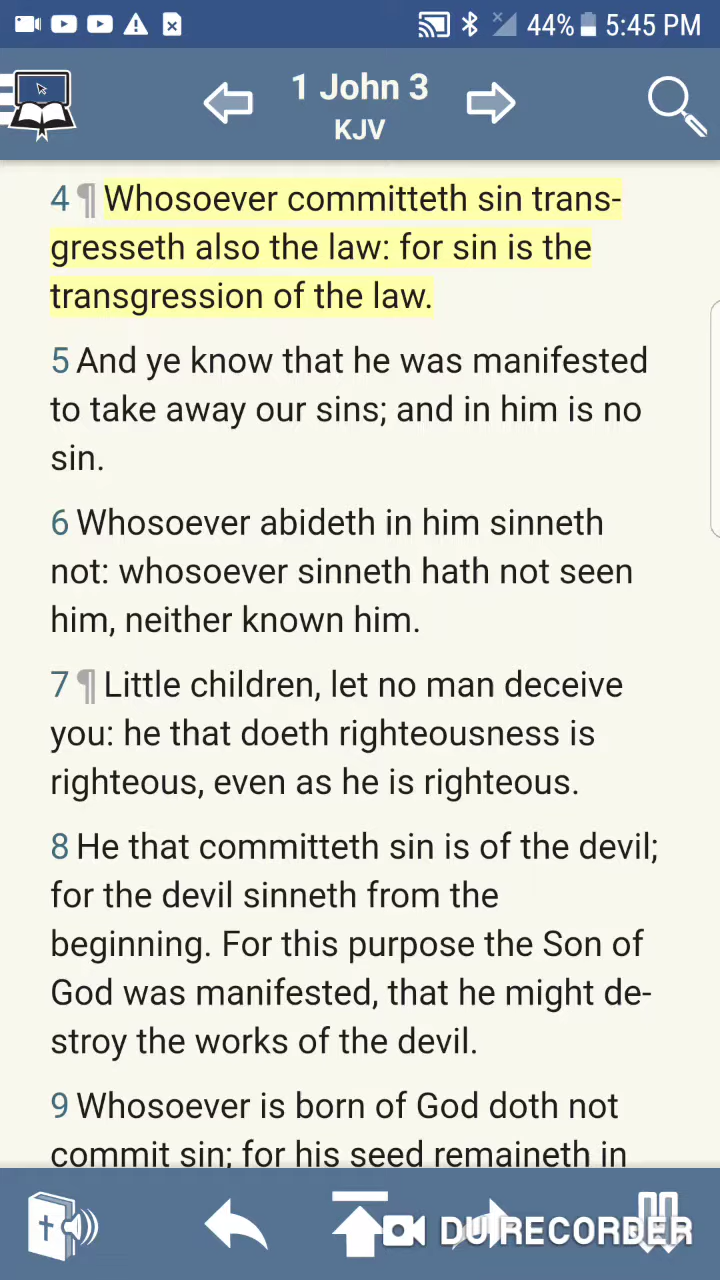 44% 5:45 PM
1 John 3
KJV
4 ¶ Whosoever committeth sin trans-
gresseth also the law: for sin is the
transgression of the law.
5 And ye know that he was manifested
to take away our sins; and in him is no
sin.
6 Whosoever abideth in him sinneth
not: whosoever sinneth hath not seen
him, neither known him.
7 ¶ Little children, let no man deceive
you: he that doeth righteousness is
righteous, even as he is righteous.
8 He that committeth sin is of the devil;
for the devil sinneth from the
beginning. For this purpose the Son of
God was manifested, that he might de-
stroy the works of the devil.
9 Whosoever is born of God doth not
commit sin; for his seed remaineth in
DU RECORDER